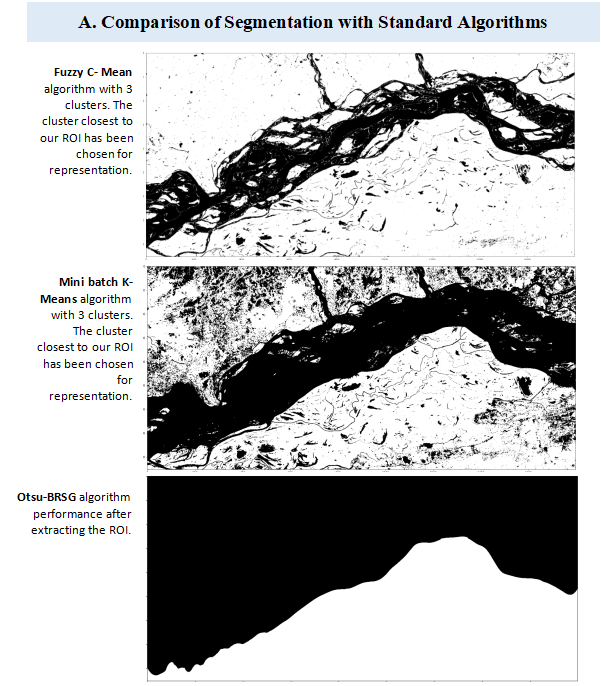 A. Comparison of Segmentation with Standard Algorithms
Fuzzy C- Mean
algorithm with 3
clusters. The
cluster closest to
our ROI has been
chosen for
representation.
Mini batch K-
Means algorithm
with 3 clusters.
The cluster
closest to our ROI
has been chosen
for
representation.
Otsu-BRSG algorithm
performance after
extracting the ROI.